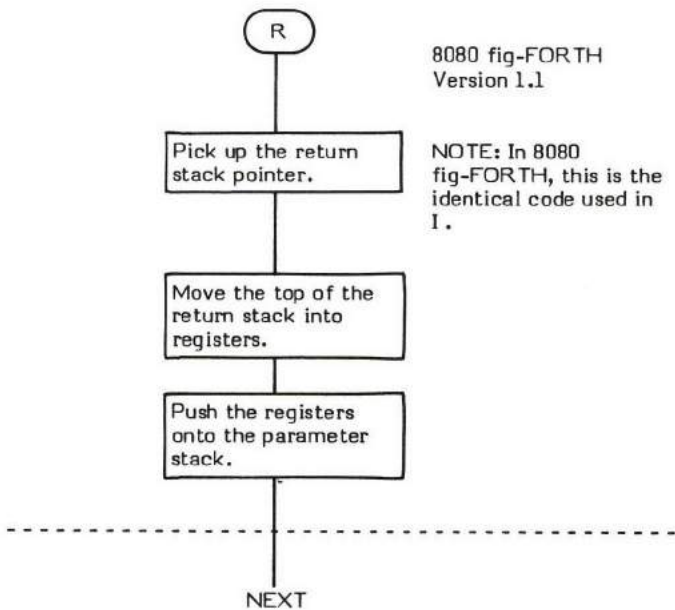 R
8080 fig-FORTH
Version 1.1
Pick up the return
stack pointer.
NOTE: In 8080
fig-FORTH, this is the
identical code used in
I .
Move the top of the
return stack into
registers.
Push the registers
onto the parameter
stack.
NEXT